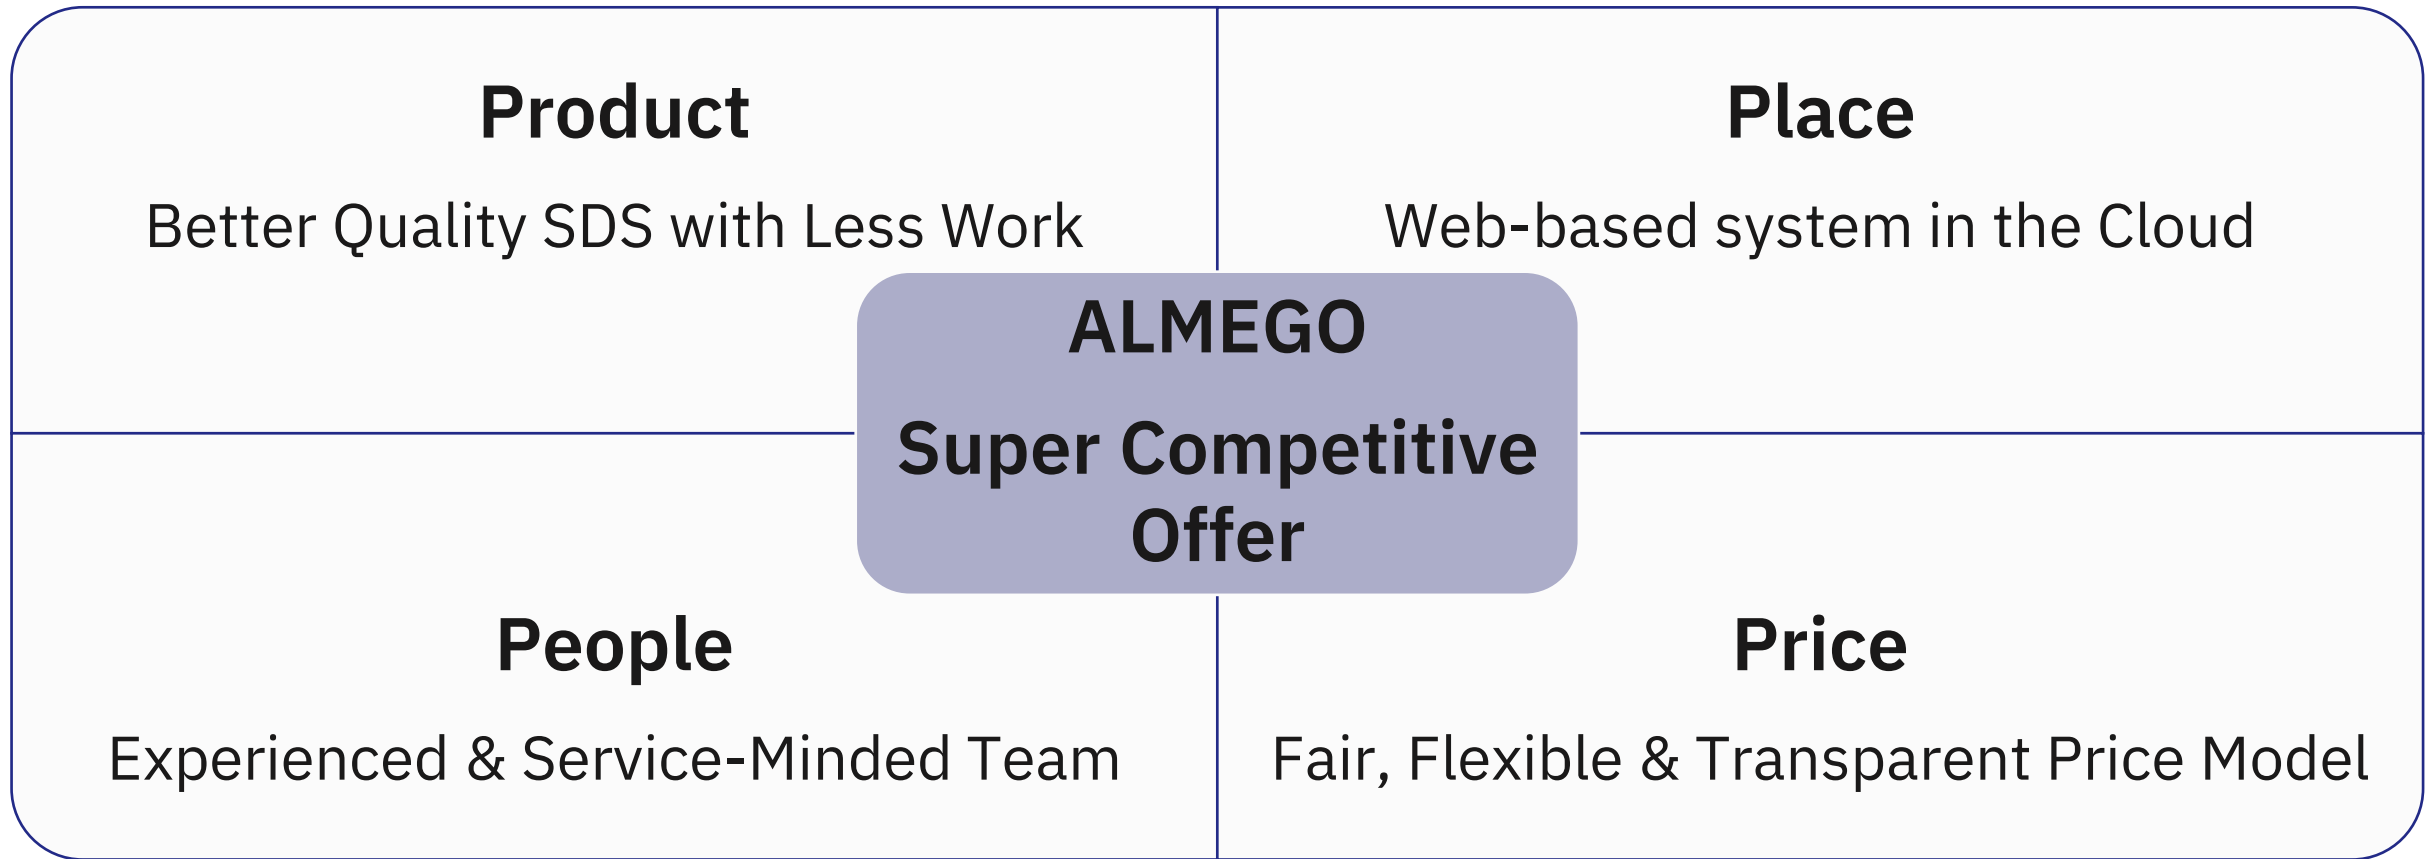 Product
Better Quality SDS with Less Work
Place
Web-based system in the Cloud
ALMEGO
Super Competitive
Offer
People
Experienced & Service-Minded Team
Price
Fair, Flexible & Transparent Price Model